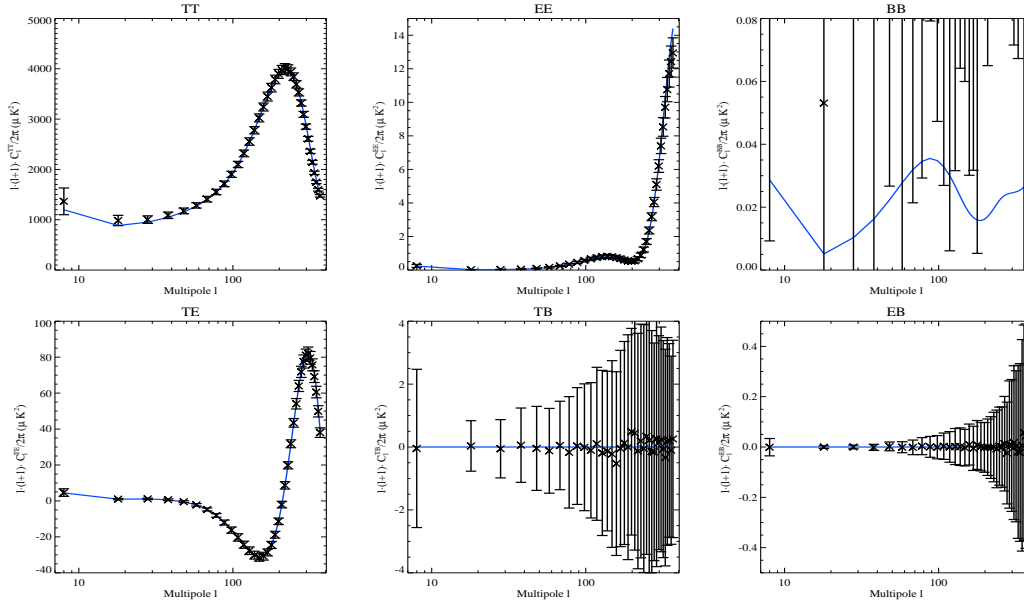 TT
EE
BB
5000
4000
3000
2000
1000
0
l·(l+1)· C_l^TT/2π (μ K²)
10
100
Multipole l
14
12
10
8
6
4
2
0
l·(l+1)· C_l^EE/2π (μ K²)
10
100
Multipole l
0.08
0.06
0.04
0.02
0.00
l·(l+1)· C_l^BB/2π (μ K²)
10
100
Multipole l
TE
TB
EB
100
80
60
40
20
0
-20
-40
l·(l+1)· C_l^TE/2π (μ K²)
10
100
Multipole l
4
2
0
-2
-4
l·(l+1)· C_l^TB/2π (μ K²)
10
100
Multipole l
0.4
0.2
0.0
-0.2
-0.4
l·(l+1)· C_l^EB/2π (μ K²)
10
100
Multipole l